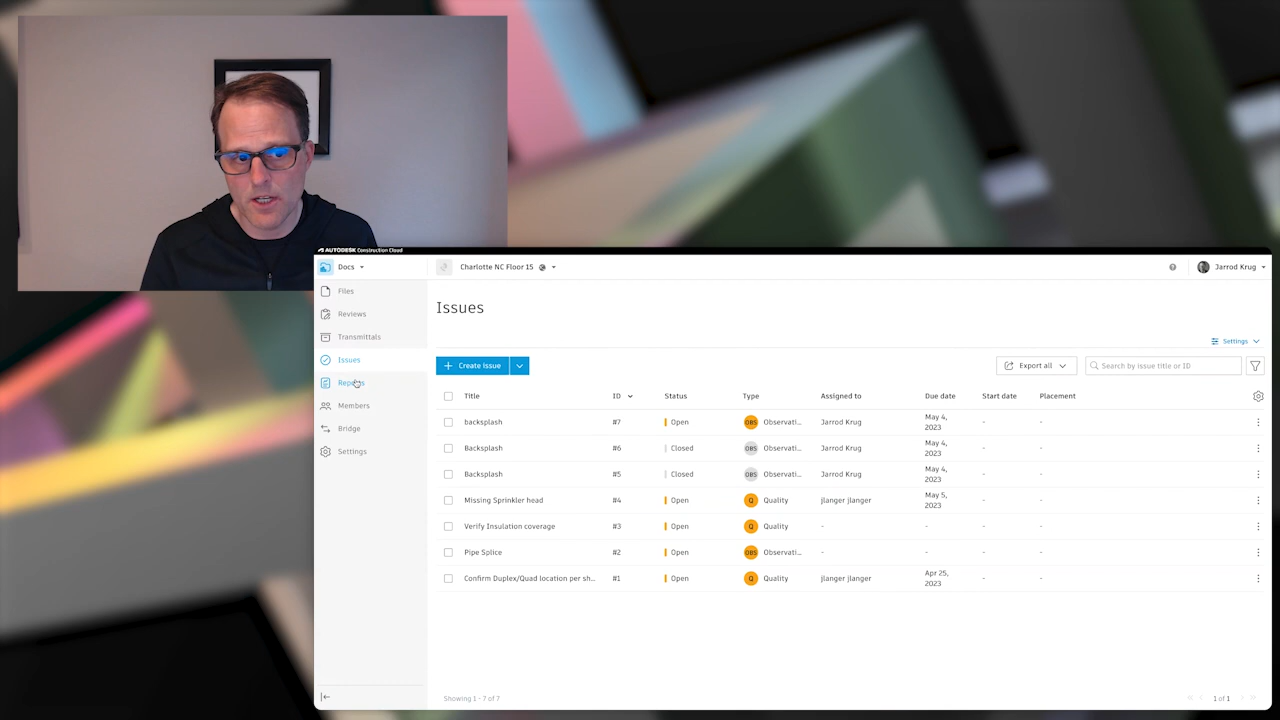 AUTODESK Construction Cloud
Docs
Charlotte NC Floor 15
Jarrod Krug
Files
Reviews
Transmittals
Issues
Reports
Members
Bridge
Settings
Issues
Settings
Create Issue
Export all
Search by issue title or ID
Title ID Status Type Assigned to Due date Start date Placement
backsplash #7 Open OBS Observati... Jarrod Krug May 4, 2023 - -
Backsplash #6 Closed OBS Observati... Jarrod Krug May 4, 2023 - -
Backsplash #5 Closed OBS Observati... Jarrod Krug May 4, 2023 - -
Missing Sprinkler head #4 Open Q Quality jlanger jlanger May 5, 2023 - -
Verify Insulation coverage #3 Open Q Quality - - - -
Pipe Splice #2 Open OBS Observati... - - - -
Confirm Duplex/Quad location per sh... #1 Open Q Quality jlanger jlanger Apr 25, 2023 - -
Showing 1 - 7 of 7
1 of 1